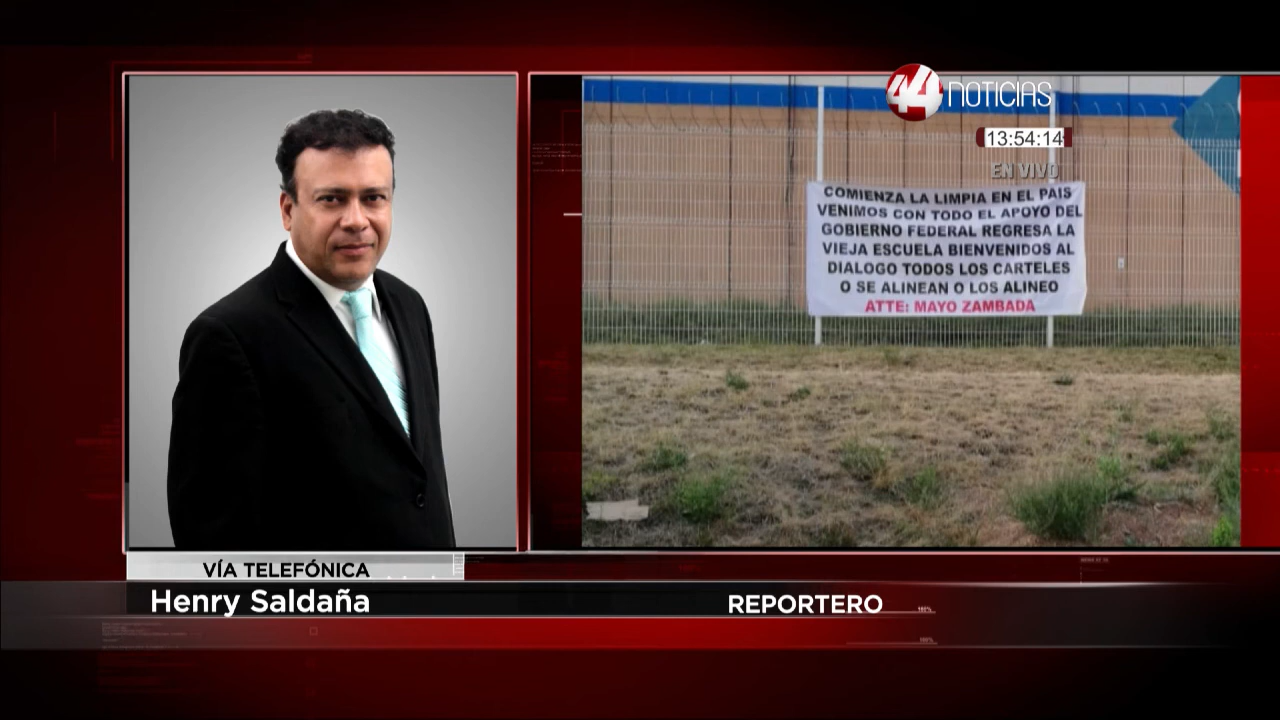 44 NOTICIAS
13:54:14
EN VIVO
COMIENZA LA LIMPIA EN EL PAIS
VENIMOS CON TODO EL APOYO DEL
GOBIERNO FEDERAL REGRESA LA
VIEJA ESCUELA BIENVENIDOS AL
DIALOGO TODOS LOS CARTELES
O SE ALINEAN O LOS ALINEO
ATTE: MAYO ZAMBADA
VÍA TELEFÓNICA
Henry Saldaña
REPORTERO